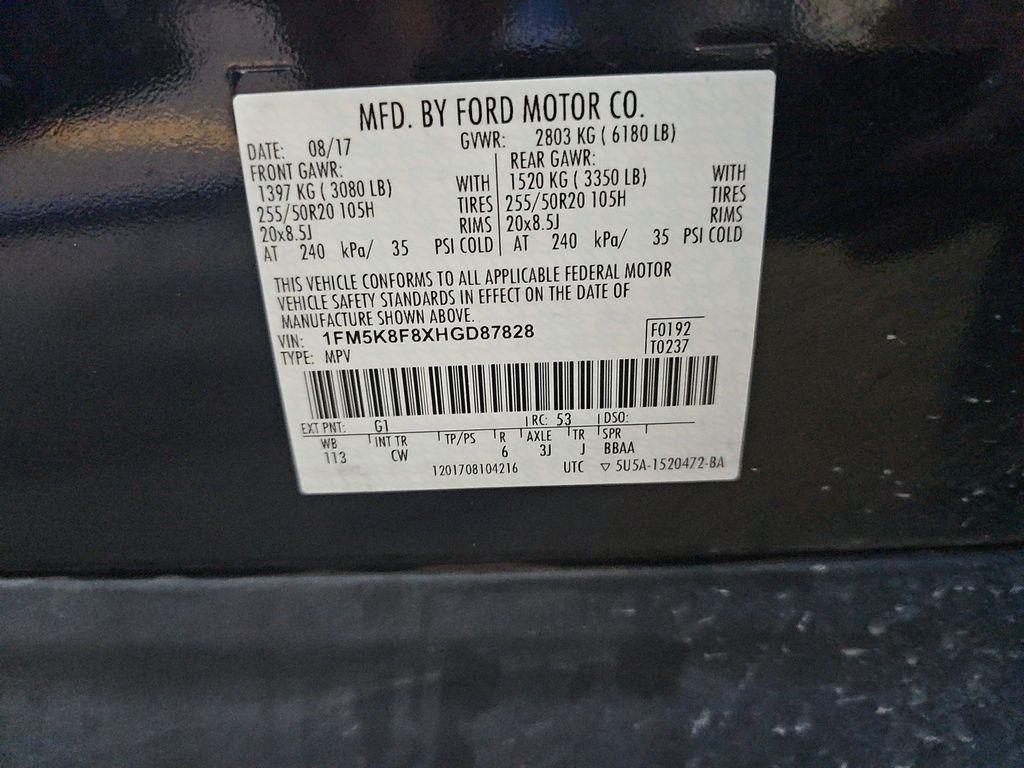 MFD. BY FORD MOTOR CO.
DATE: 08/17 GVWR: 2803 KG ( 6180 LB)
FRONT GAWR: REAR GAWR:
1397 KG ( 3080 LB) WITH 1520 KG ( 3350 LB) WITH
255/50R20 105H TIRES 255/50R20 105H TIRES
20x8.5J RIMS 20x8.5J RIMS
AT 240 kPa/ 35 PSI COLD AT 240 kPa/ 35 PSI COLD
THIS VEHICLE CONFORMS TO ALL APPLICABLE FEDERAL MOTOR
VEHICLE SAFETY STANDARDS IN EFFECT ON THE DATE OF
MANUFACTURE SHOWN ABOVE.
VIN: 1FM5K8F8XHGD87828 F0192
TYPE: MPV T0237
EXT PNT: G1 RC: 53 DSO:
WB INT TR TP/PS R AXLE TR SPR
113 CW 6 3J J BBAA
1201708104216 UTC ▽ 5U5A-1520472-BA